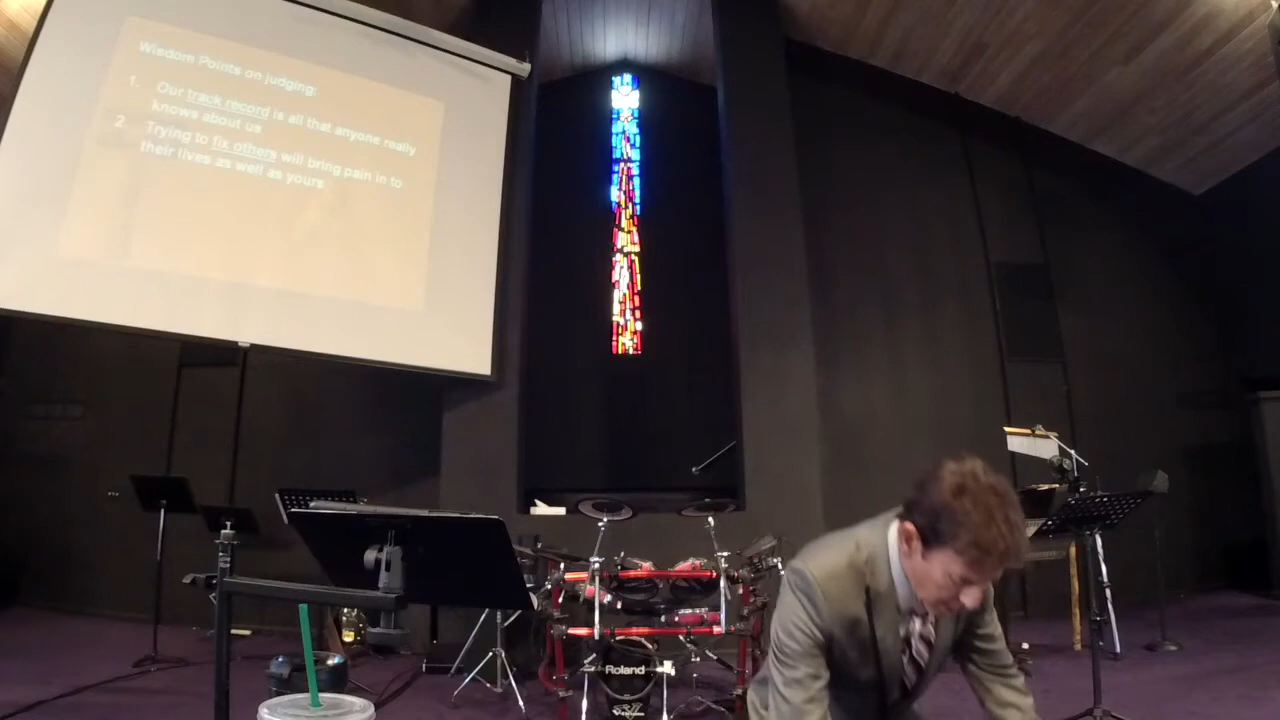 Wisdom Points on judging:
1. Our track record is all that anyone really
knows about us
2. Trying to fix others will bring pain in to
their lives as well as yours
Roland